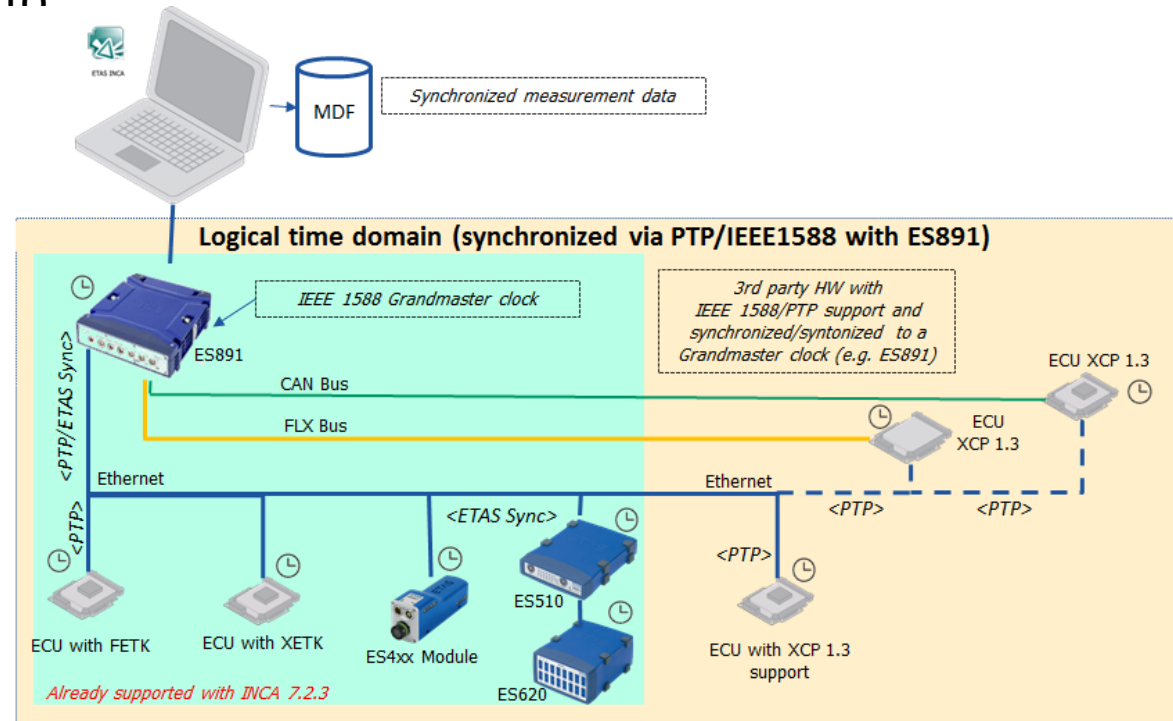 ETAS INCA
MDF
Synchronized measurement data
Logical time domain (synchronized via PTP/IEEE1588 with ES891)
IEEE 1588 Grandmaster clock
3rd party HW with
IEEE 1588/PTP support and
synchronized/syntonized to a
Grandmaster clock (e.g. ES891)
ES891
<PTP/ETAS Sync>
CAN Bus
ECU XCP 1.3
FLX Bus
ECU
XCP 1.3
Ethernet
Ethernet
<PTP>
<ETAS Sync>
<PTP>
<PTP>
<PTP>
ECU with FETK
ECU with XETK
ES4xx Module
ES510
ES620
ECU with XCP 1.3
support
Already supported with INCA 7.2.3